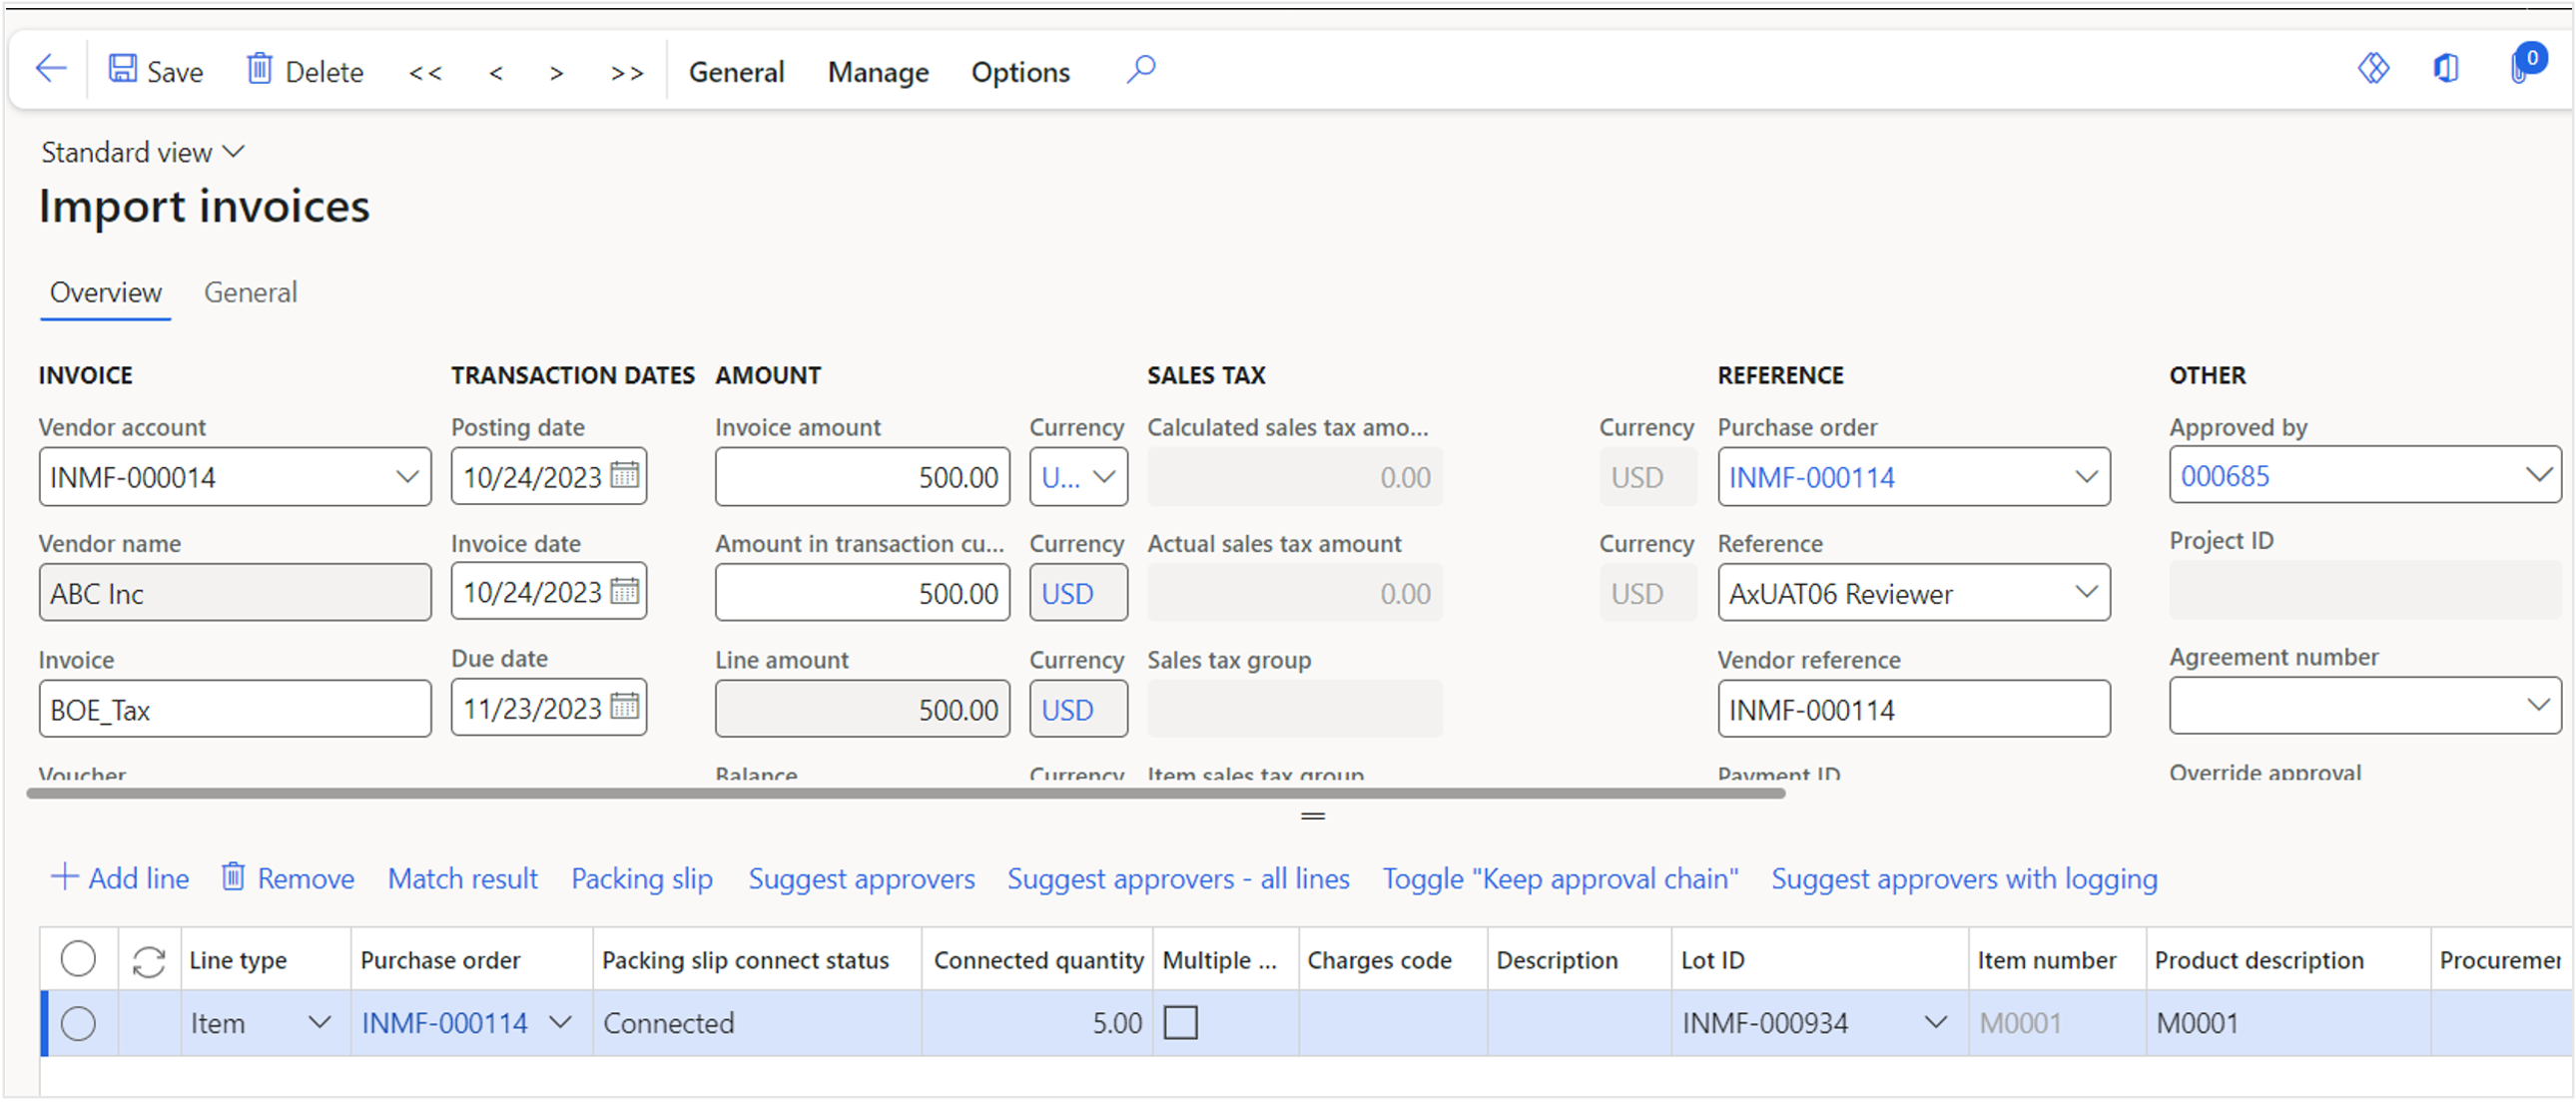 Save Delete << < > >> General Manage Options 0
Standard view
Import invoices
Overview General
INVOICE TRANSACTION DATES AMOUNT SALES TAX REFERENCE OTHER
Vendor account Posting date Invoice amount Currency Calculated sales tax amo... Currency Purchase order Approved by
INMF-000014 10/24/2023 500.00 U... 0.00 USD INMF-000114 000685
Vendor name Invoice date Amount in transaction cu... Currency Actual sales tax amount Currency Reference Project ID
ABC Inc 10/24/2023 500.00 USD 0.00 USD AxUAT06 Reviewer
Invoice Due date Line amount Currency Sales tax group Vendor reference Agreement number
BOE_Tax 11/23/2023 500.00 USD INMF-000114
Voucher Balance Currency Item sales tax group Payment ID Override approval
+ Add line Remove Match result Packing slip Suggest approvers Suggest approvers - all lines Toggle "Keep approval chain" Suggest approvers with logging
Line type Purchase order Packing slip connect status Connected quantity Multiple ... Charges code Description Lot ID Item number Product description Procuremen
Item INMF-000114 Connected 5.00 INMF-000934 M0001 M0001